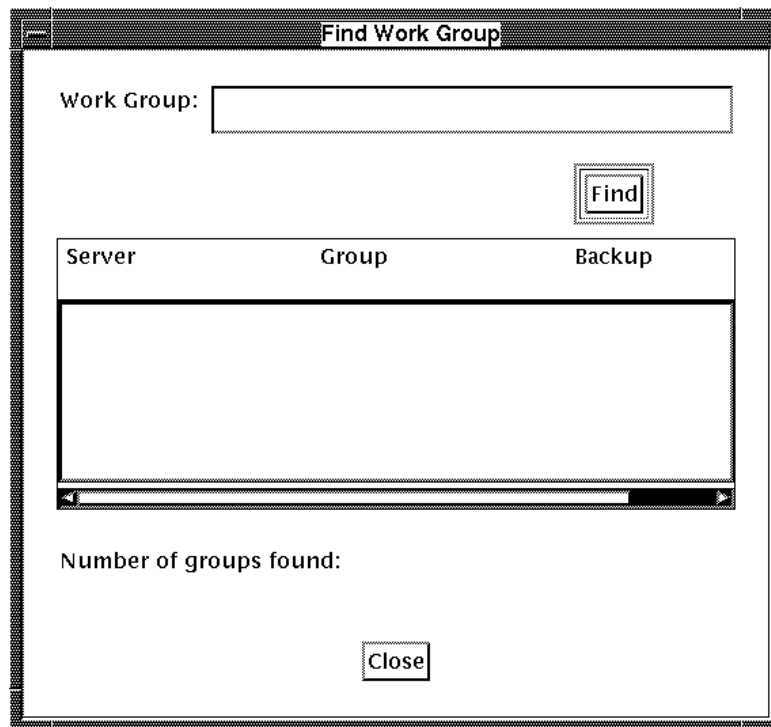 Find Work Group
Work Group:
Find
Server Group Backup
Number of groups found:
Close